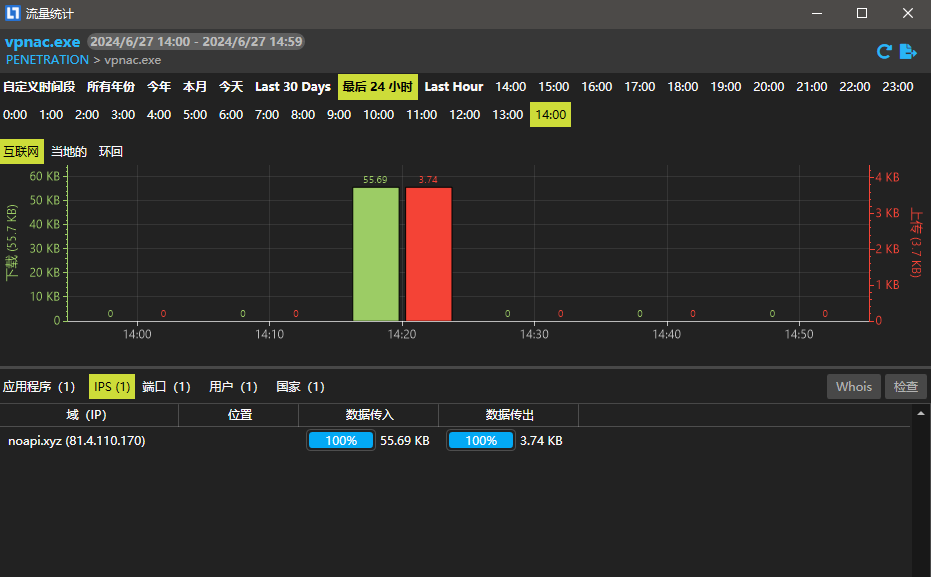 流量统计
vpnac.exe 2024/6/27 14:00 - 2024/6/27 14:59
PENETRATION > vpnac.exe
自定义时间段 所有年份 今年 本月 今天 Last 30 Days 最后 24 小时 Last Hour 14:00 15:00 16:00 17:00 18:00 19:00 20:00 21:00 22:00 23:00
0:00 1:00 2:00 3:00 4:00 5:00 6:00 7:00 8:00 9:00 10:00 11:00 12:00 13:00 14:00
互联网 当地的 环回
下载 (55.7 KB)
60 KB
50 KB
40 KB
30 KB
20 KB
10 KB
0
55.69 3.74
0 0 0 0 0 0 0 0 0 0
4 KB
3 KB
2 KB
1 KB
0
上传 (3.7 KB)
14:00 14:10 14:20 14:30 14:40 14:50
应用程序 (1) IPS (1) 端口 (1) 用户 (1) 国家 (1) Whois 检查
域 (IP) 位置 数据传入 数据传出
noapi.xyz (81.4.110.170) 100% 55.69 KB 100% 3.74 KB